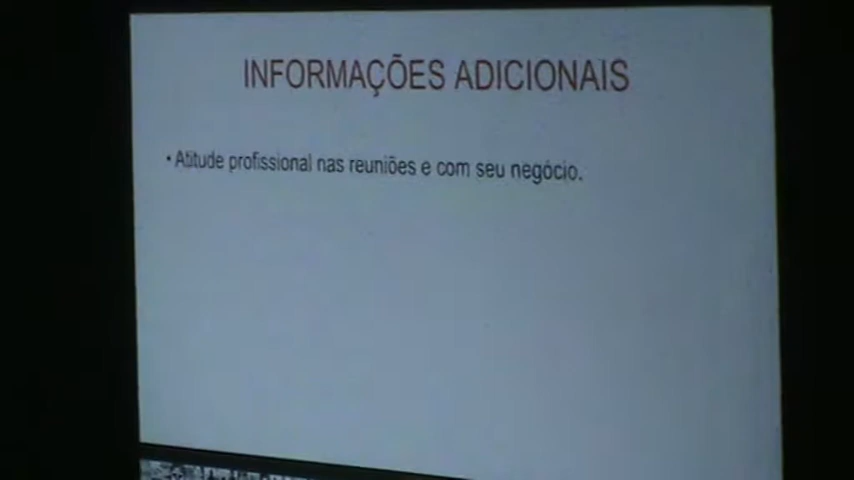 INFORMAÇÕES ADICIONAIS
• Atitude profissional nas reuniões e com seu negócio.